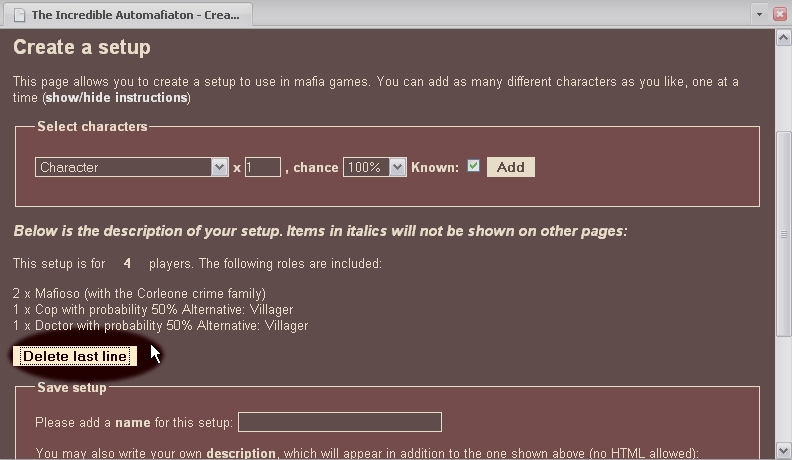 The Incredible Automafiaton - Crea...
Create a setup
This page allows you to create a setup to use in mafia games. You can add as many different characters as you like, one at a
time (show/hide instructions)
Select characters
Character x 1 , chance 100% Known: Add
Below is the description of your setup. Items in italics will not be shown on other pages:
This setup is for 4 players. The following roles are included:
2 x Mafioso (with the Corleone crime family)
1 x Cop with probability 50% Alternative: Villager
1 x Doctor with probability 50% Alternative: Villager
Delete last line
Save setup
Please add a name for this setup:
You may also write your own description, which will appear in addition to the one shown above (no HTML allowed):